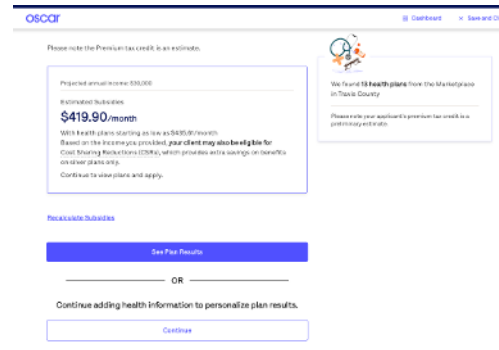 oscar
Dashboard
× Save and
Please note the Premium tax credit is an estimate.
Projected annual income: $30,000
Estimated Subsidies
$419.90/month
With health plans starting as low as /month
Based on the income you provided, your client may also be eligible for
Cost Sharing Reductions (CSRs), which provides extra savings on benefits
on silver plans only.
Continue to view plans and apply.
We found health plans from the Marketplace
in Travis County
Please note your applicant's premium tax credit is a
preliminary estimate.
Recalculate Subsidies
See Plan Results
OR
Continue adding health information to personalize plan results.
Continue